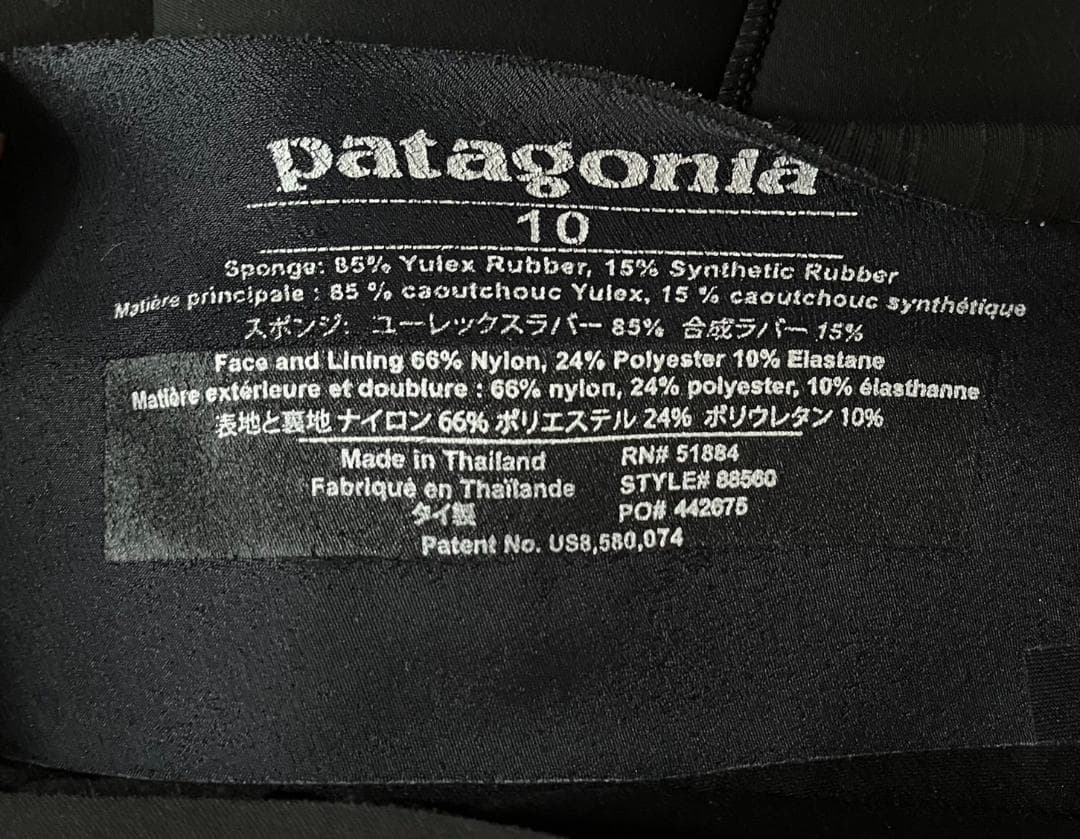 patagonia
10
Sponge: 85% Yulex Rubber, 15% Synthetic Rubber
Matière principale : 85 % caoutchouc Yulex, 15 % caoutchouc synthétique
スポンジ: ユーレックスラバー 85% 合成ラバー 15%
Face and Lining 66% Nylon, 24% Polyester 10% Elastane
Matière extérieure et doublure : 66% nylon, 24% polyester, 10% élasthanne
表地と裏地 ナイロン 66% ポリエステル 24% ポリウレタン 10%
Made in Thailand
Fabriqué en Thaïlande
タイ製
RN# 51884
STYLE# 88560
PO# 442675
Patent No. US8,580,074